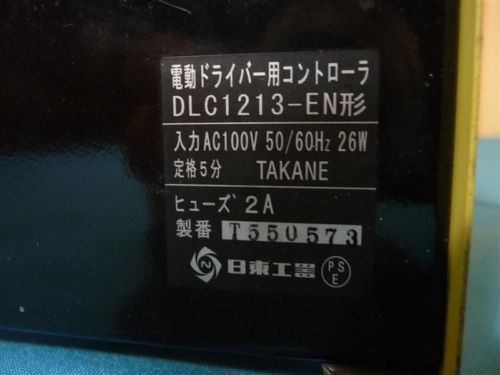 電動ドライバー用コントローラ
DLC1213-EN形
入力AC100V 50/60Hz 26W
定格5分 TAKANE
ヒューズ 2A
製番 T550573
N 日東工器 PSE